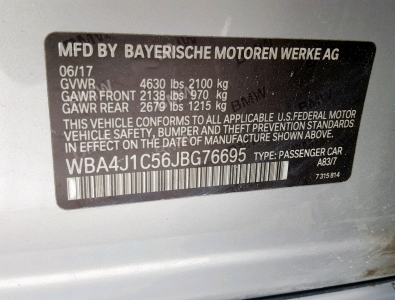 MFD BY BAYERISCHE MOTOREN WERKE AG
06/17
GVWR 4630 lbs 2100 kg
GAWR FRONT 2138 lbs 970 kg
GAWR REAR 2679 lbs 1215 kg
THIS VEHICLE CONFORMS TO ALL APPLICABLE U.S.FEDERAL MOTOR
VEHICLE SAFETY, BUMPER, AND THEFT PREVENTION STANDARDS
IN EFFECT ON THE DATE OF MANUFACTURE SHOWN ABOVE.
WBA4J1C56JBG76695 TYPE: PASSENGER CAR
A83/7
7 315 814
BMW
BMW